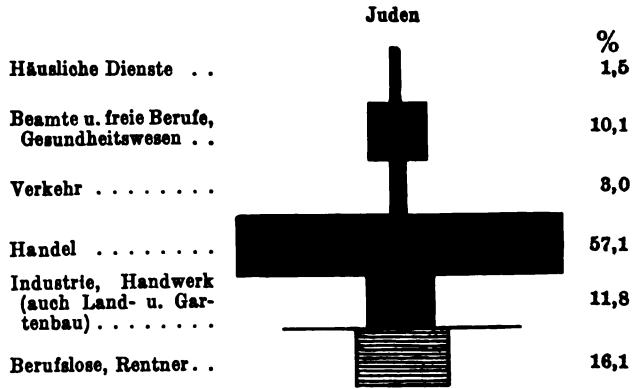 Juden
%
Häusliche Dienste . . 1,5
Beamte u. freie Berufe,
Gesundheitswesen . . 10,1
Verkehr . . . . . . . . 3,0
Handel . . . . . . . . 57,1
Industrie, Handwerk
(auch Land- u. Gar-
tenbau) . . . . . . . . 11,8
Berufslose, Rentner . . 16,1